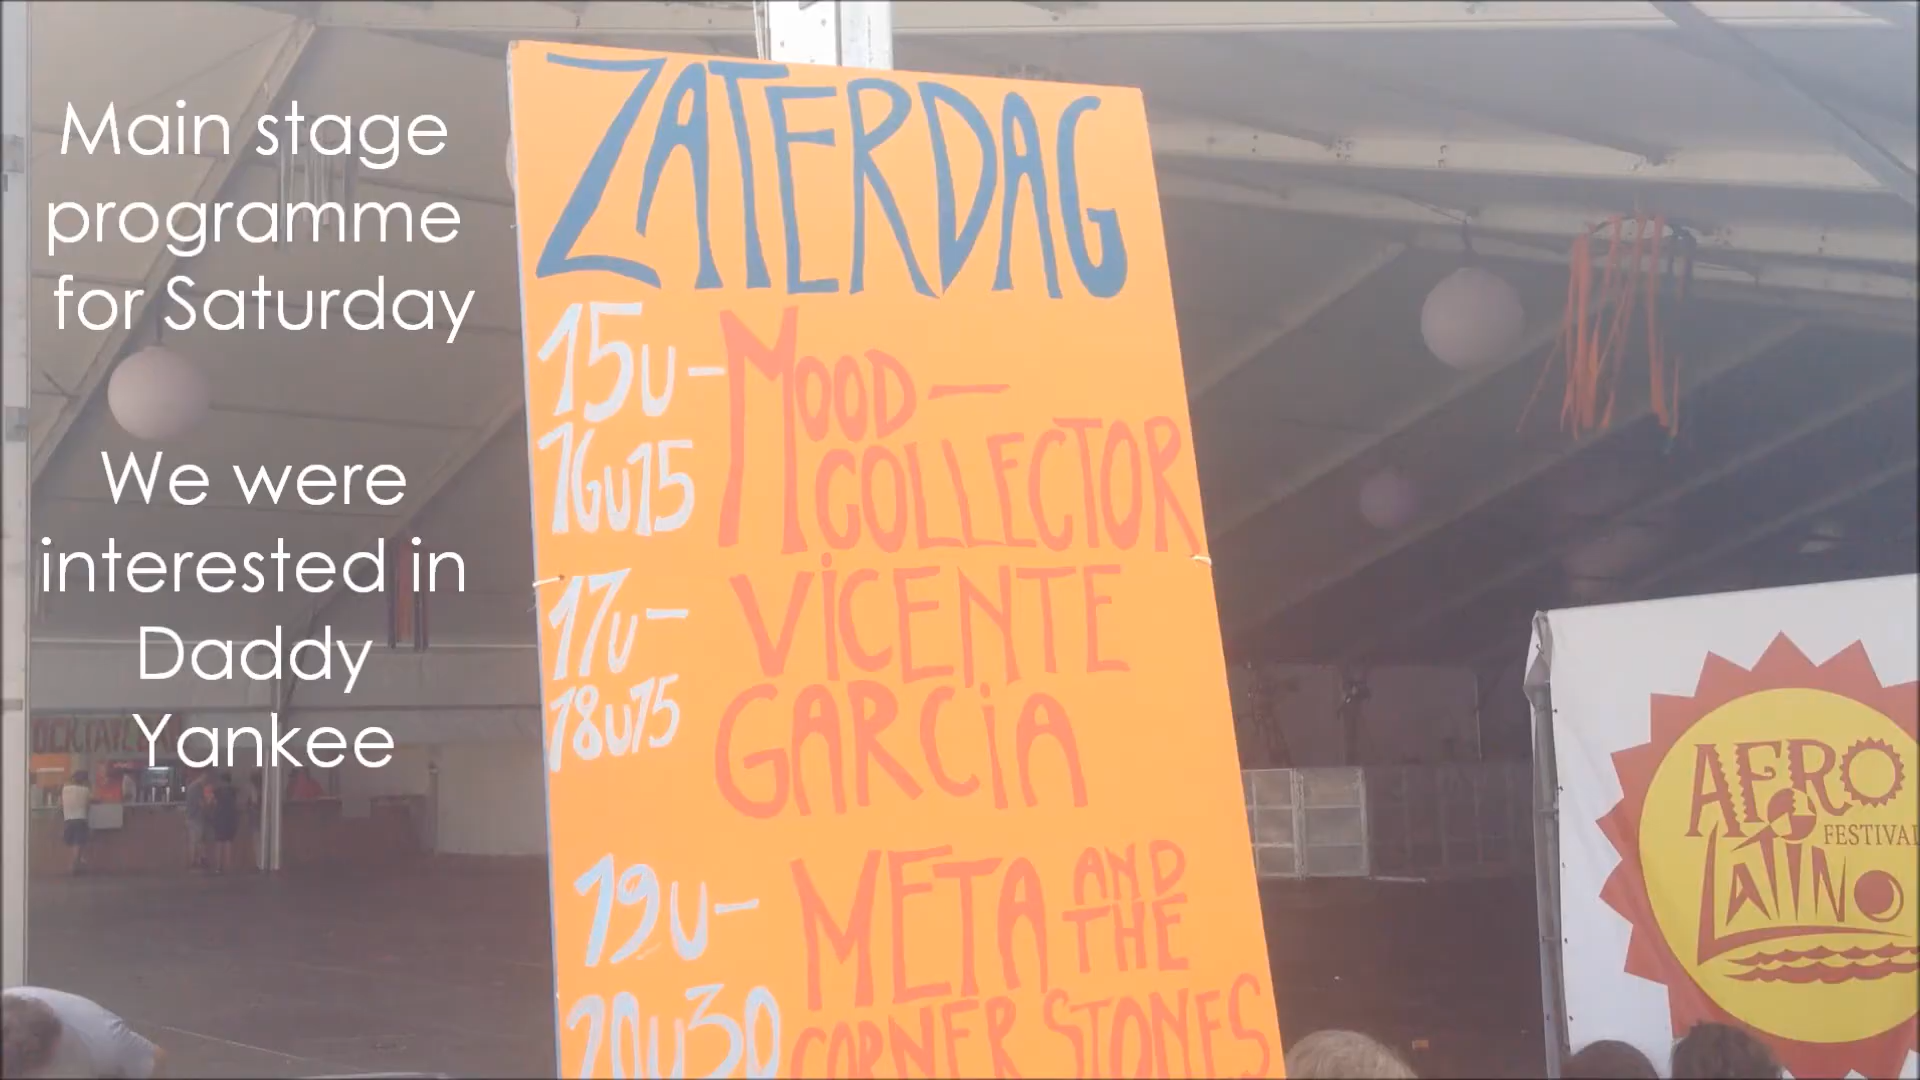 Main stage
programme
for Saturday
We were
interested in
Daddy
Yankee
ZATERDAG
15u- MOOD-
16u15 COLLECTOR
17u- VICENTE
18u15 GARCIA
19u- META AND THE
20u30 CORNER STONES
AFRO
LATINO
FESTIVAL